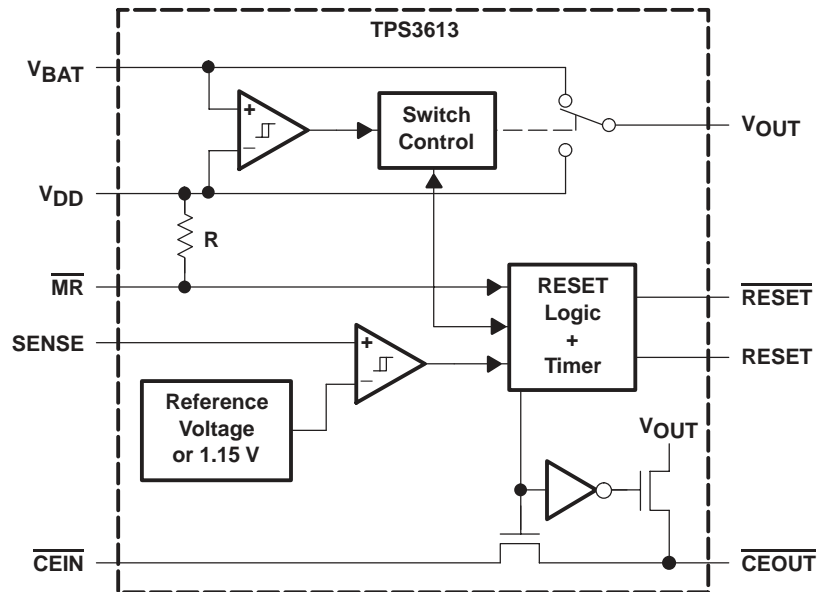 TPS3613
VBAT
+
−
Switch
Control
VOUT
VDD
R
MR
RESET
Logic
+
Timer
RESET
SENSE
+
−
RESET
Reference
Voltage
or 1.15 V
VOUT
CEIN
CEOUT